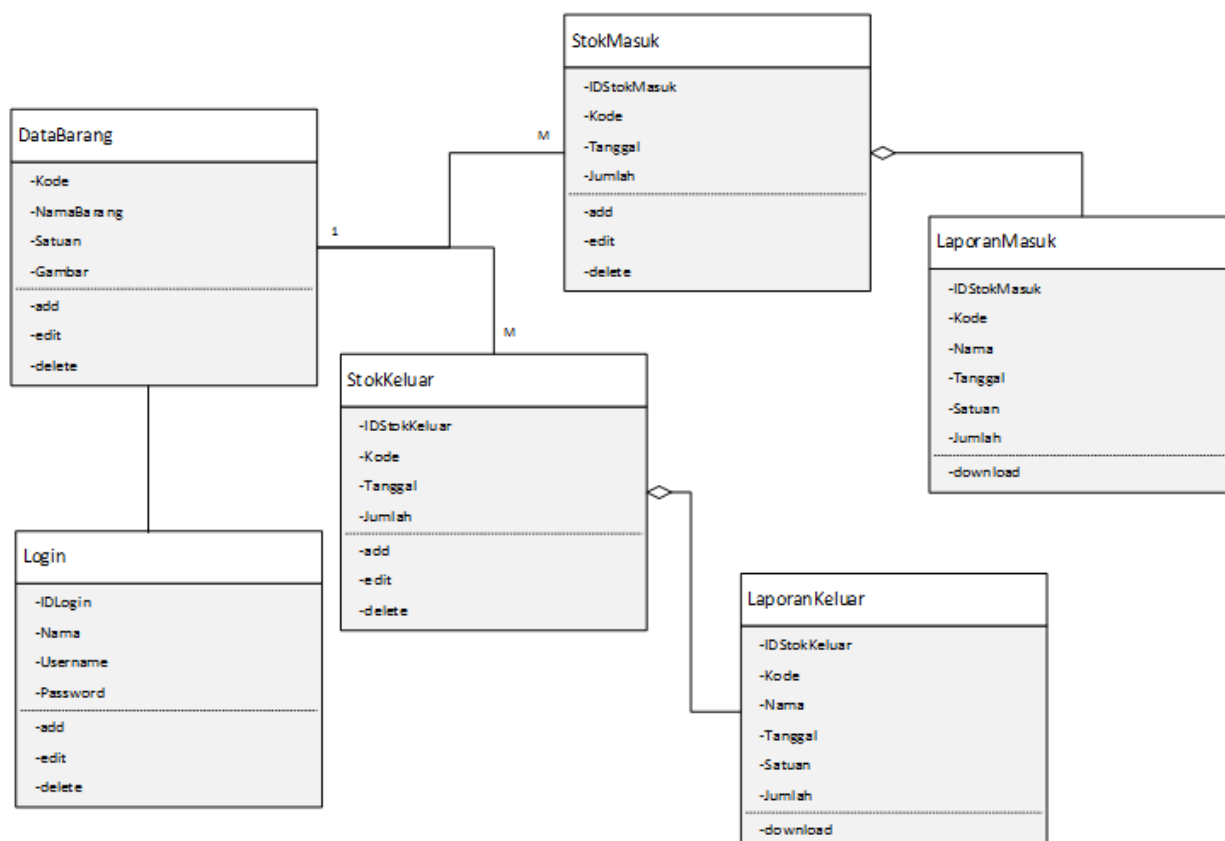 StokMasuk
-IDStokMasuk
-Kode
-Tanggal
-Jumlah
-add
-edit
-delete
DataBarang
-Kode
-NamaBarang
-Satuan
-Gambar
-add
-edit
-delete
1
M
M
LaporanMasuk
-IDStokMasuk
-Kode
-Nama
-Tanggal
-Satuan
-Jumlah
-download
StokKeluar
-IDStokKeluar
-Kode
-Tanggal
-Jumlah
-add
-edit
-delete
Login
-IDLogin
-Nama
-Username
-Password
-add
-edit
-delete
LaporanKeluar
-IDStokKeluar
-Kode
-Nama
-Tanggal
-Satuan
-Jumlah
-download